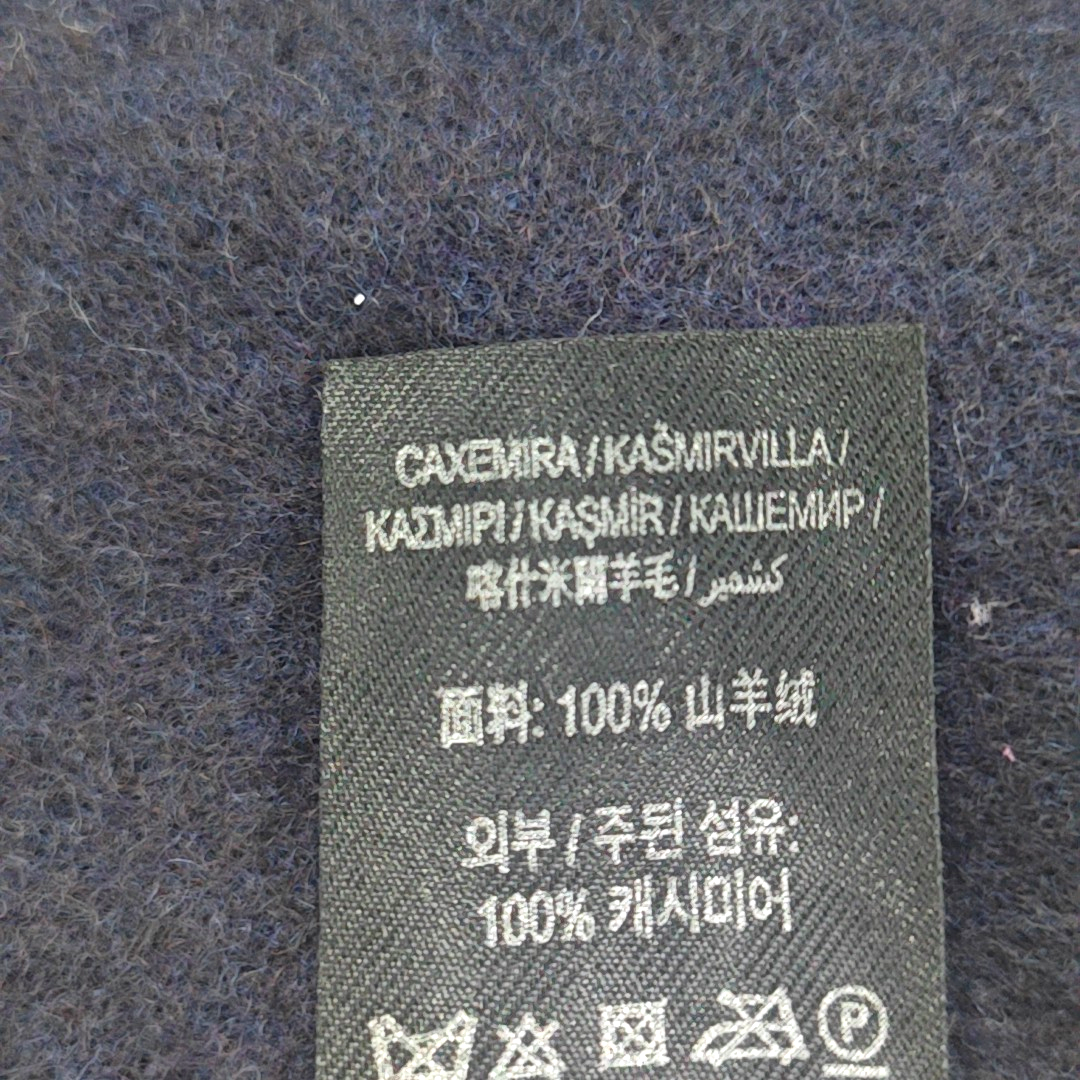 CAXEMIRA / KAŠMIRVILLA /
ΚΑΣΜΙΡΙ / KAŞMİR / КАШЕМИР /
喀什米爾羊毛 / كشمير
面料: 100% 山羊绒
외부 / 주된 섬유:
100% 캐시미어
P